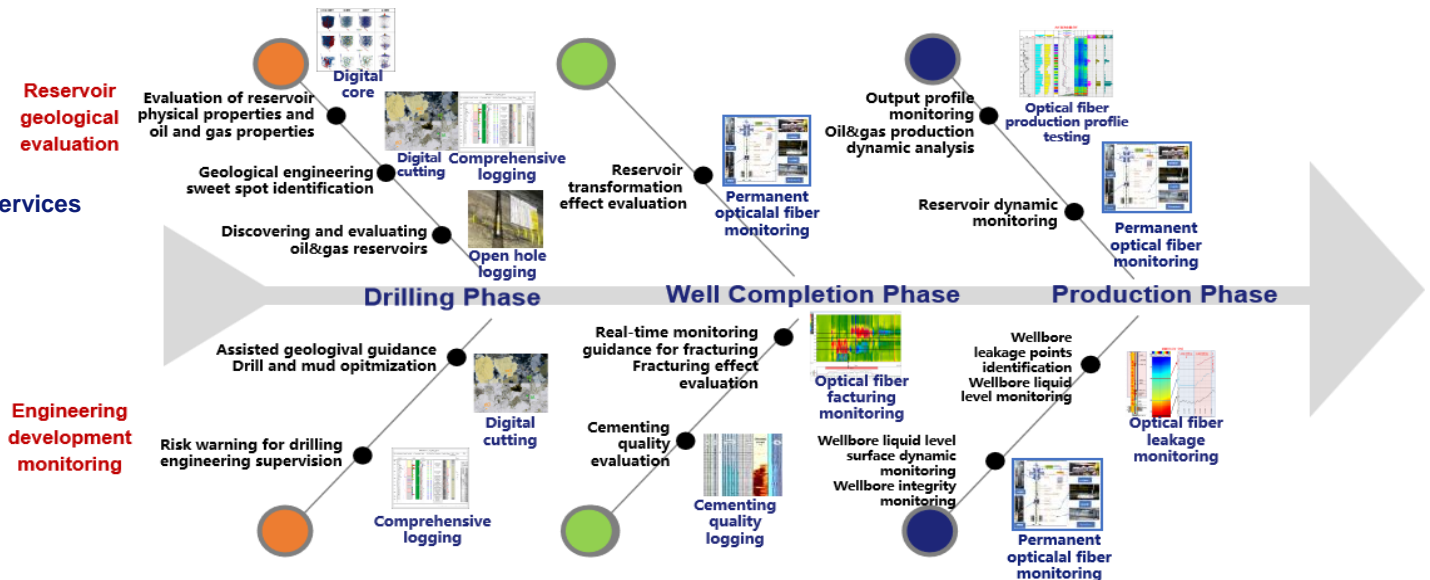 Reservoir
geological
evaluation
Digital
core
Evaluation of reservoir
physical properties and
oil and gas properties
Digital
cutting
Comprehensive
logging
Geological engineering
sweet spot identification
Discovering and evaluating
oil&gas reservoirs
Open hole
logging
Reservoir
transformation
effect evaluation
Permanent
opticalal fiber
monitoring
Output profile
monitoring
Oil&gas production
dynamic analysis
Optical fiber
production proflie
testing
Reservoir dynamic
monitoring
Permanent
optical fiber
monitoring
ervices
Drilling Phase
Well Completion Phase
Production Phase
Engineering
development
monitoring
Assisted geologival guidance
Drill and mud opitmization
Digital
cutting
Risk warning for drilling
engineering supervision
Comprehensive
logging
Real-time monitoring
guidance for fracturing
Fracturing effect
evaluation
Optical fiber
facturing
monitoring
Cementing
quality
evaluation
Cementing
quality
logging
Wellbore
leakage points
identification
Wellbore liquid
level monitoring
Optical fiber
leakage
monitoring
Wellbore liquid level
surface dynamic
monitoring
Wellbore integrity
monitoring
Permanent
opticalal fiber
monitoring